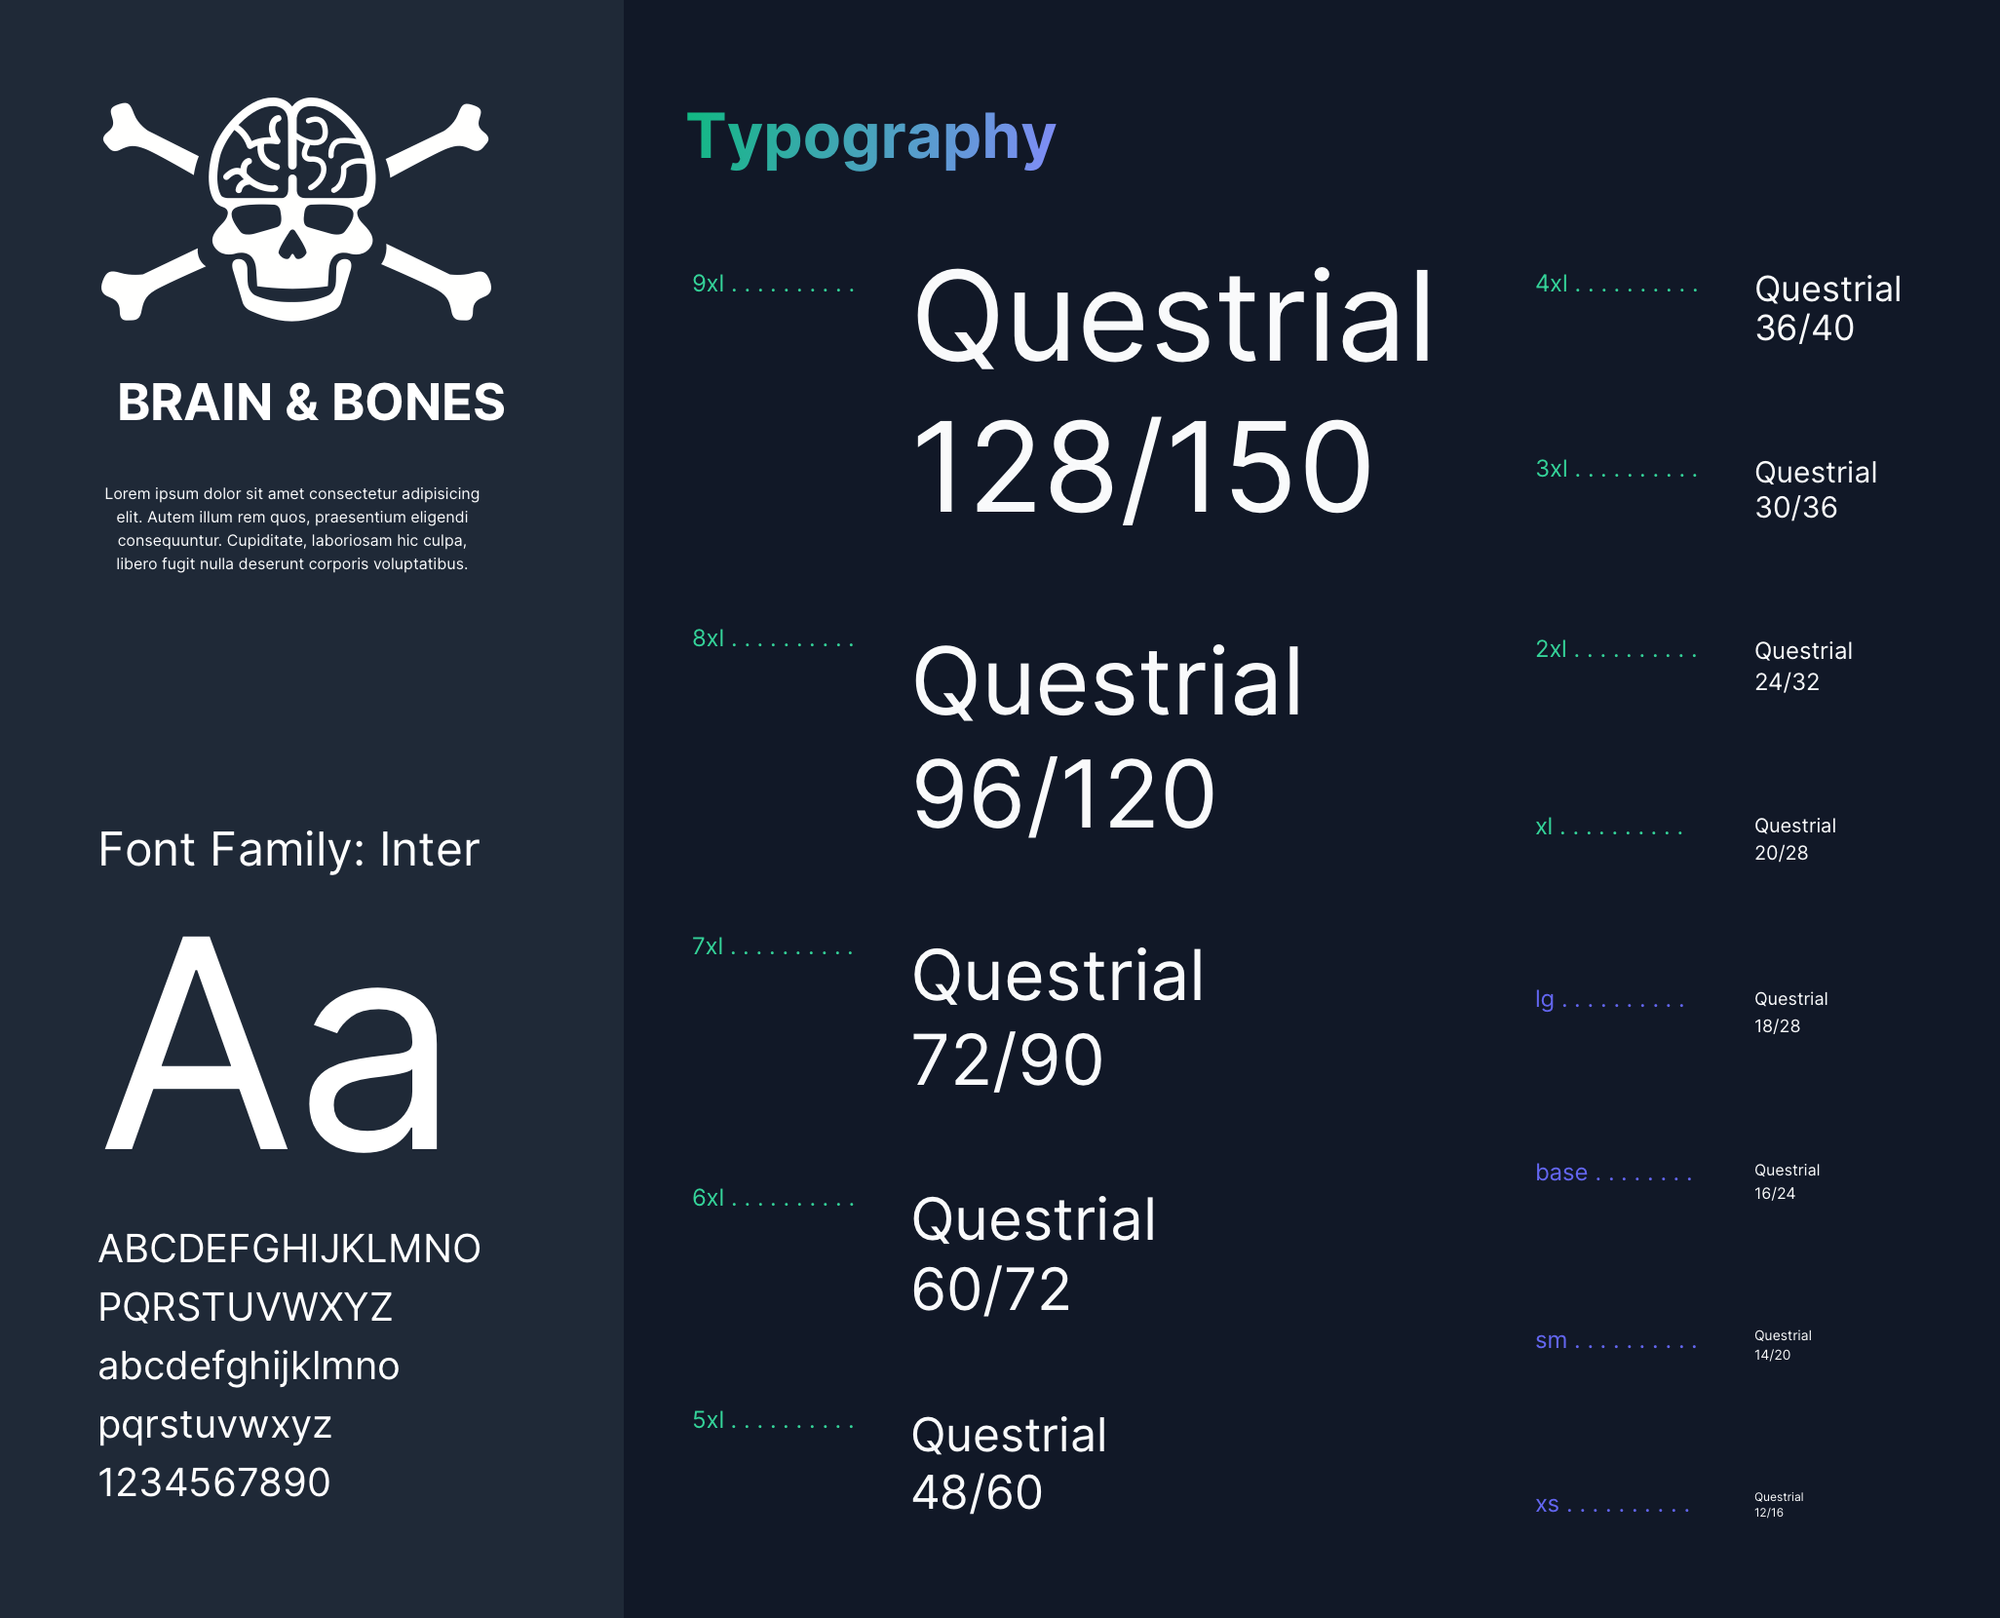 BRAIN & BONES
Lorem ipsum dolor sit amet consectetur adipisicing
elit. Autem illum rem quos, praesentium eligendi
consequuntur. Cupiditate, laboriosam hic culpa,
libero fugit nulla deserunt corporis voluptatibus.
Font Family: Inter
Aa
ABCDEFGHIJKLMNO
PQRSTUVWXYZ
abcdefghijklmno
pqrstuvwxyz
1234567890
Typography
9xl . . . . . . . . . .
Questrial
128/150
8xl . . . . . . . . . .
Questrial
96/120
7xl . . . . . . . . . .
Questrial
72/90
6xl . . . . . . . . . .
Questrial
60/72
5xl . . . . . . . . . .
Questrial
48/60
4xl . . . . . . . . . .
Questrial
36/40
3xl . . . . . . . . . .
Questrial
30/36
2xl . . . . . . . . . .
Questrial
24/32
xl . . . . . . . . . .
Questrial
20/28
lg . . . . . . . . . .
Questrial
18/28
base . . . . . . . .
Questrial
16/24
sm . . . . . . . . . .
Questrial
14/20
xs . . . . . . . . . .
Questrial
12/16